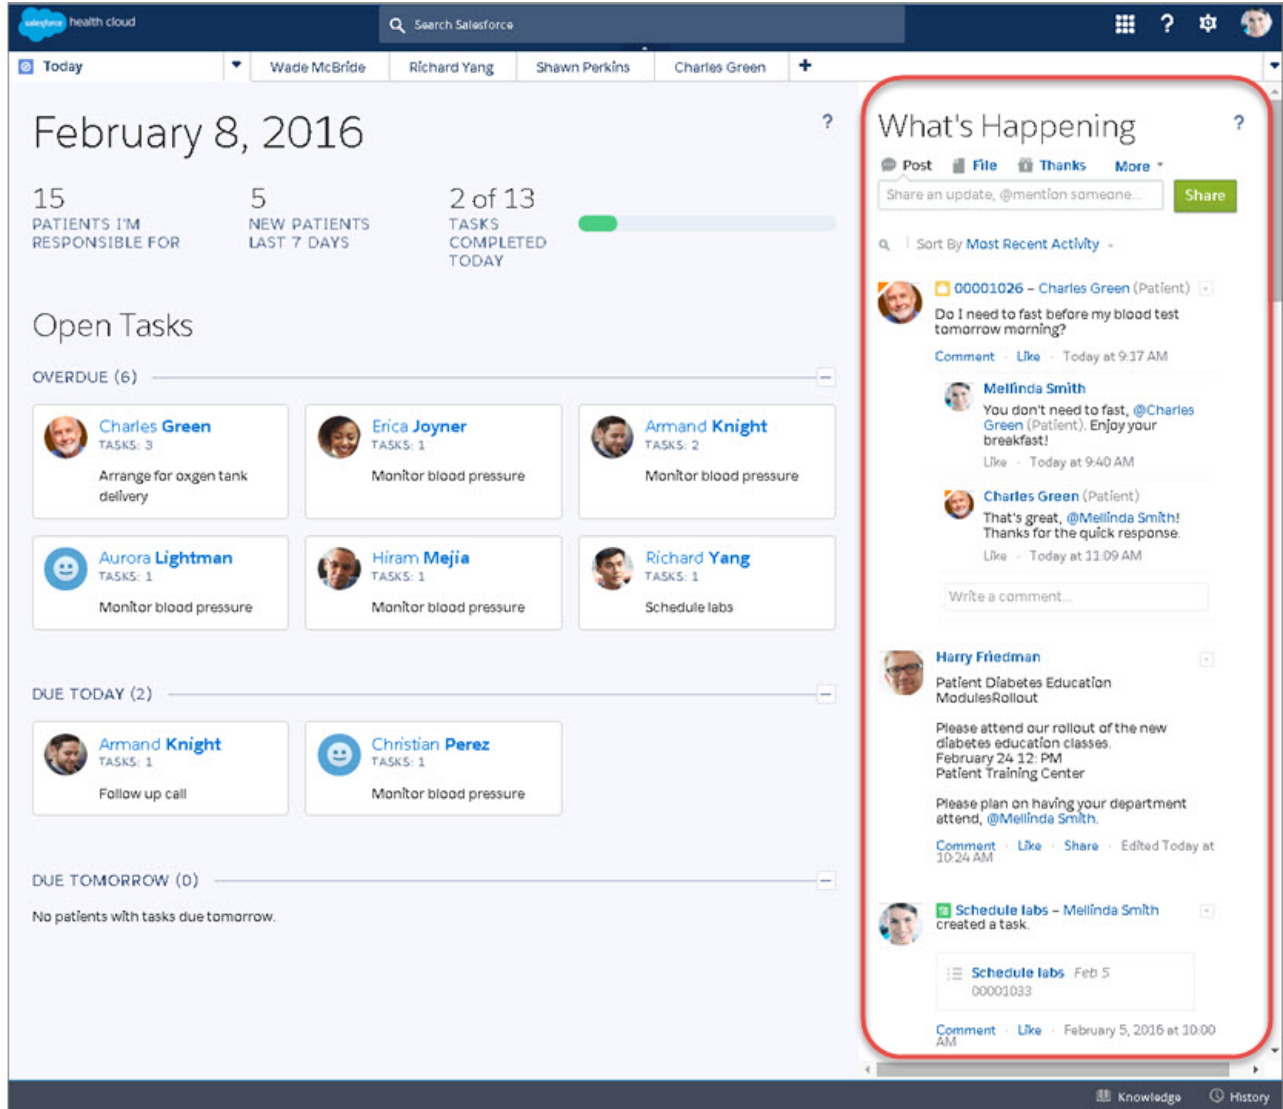 salesforce health cloud
Search Salesforce
?
Today
Wade McBride
Richard Yang
Shawn Perkins
Charles Green
+
February 8, 2016
?
15
PATIENTS I'M
RESPONSIBLE FOR
5
NEW PATIENTS
LAST 7 DAYS
2 of 13
TASKS
COMPLETED
TODAY
Open Tasks
OVERDUE (6)
Charles Green
TASKS: 3
Arrange for oxgen tank
delivery
Erica Joyner
TASKS: 1
Monitor blood pressure
Armand Knight
TASKS: 2
Monitor blood pressure
Aurora Lightman
TASKS: 1
Monitor blood pressure
Hiram Mejia
TASKS: 1
Monitor blood pressure
Richard Yang
TASKS: 1
Schedule labs
DUE TODAY (2)
Armand Knight
TASKS: 1
Follow up call
Christian Perez
TASKS: 1
Monitor blood pressure
DUE TOMORROW (0)
No patients with tasks due tomorrow.
What's Happening
?
Post
File
Thanks
More
Share an update, @mention someone...
Share
Sort By Most Recent Activity
00001026 – Charles Green (Patient)
Do I need to fast before my blood test
tomorrow morning?
Comment · Like · Today at 9:17 AM
Mellinda Smith
You don't need to fast, @Charles
Green (Patient). Enjoy your
breakfast!
Like · Today at 9:40 AM
Charles Green (Patient)
That's great, @Mellinda Smith!
Thanks for the quick response.
Like · Today at 11:09 AM
Write a comment...
Harry Friedman
Patient Diabetes Education
ModulesRollout
Please attend our rollout of the new
diabetes education classes.
February 24 12: PM
Patient Training Center
Please plan on having your department
attend, @Mellinda Smith.
Comment · Like · Share · Edited Today at
10:24 AM
Schedule labs – Mellinda Smith
created a task.
Schedule labs Feb 5
00001033
Comment · Like · February 5, 2016 at 10:00
AM
Knowledge
History